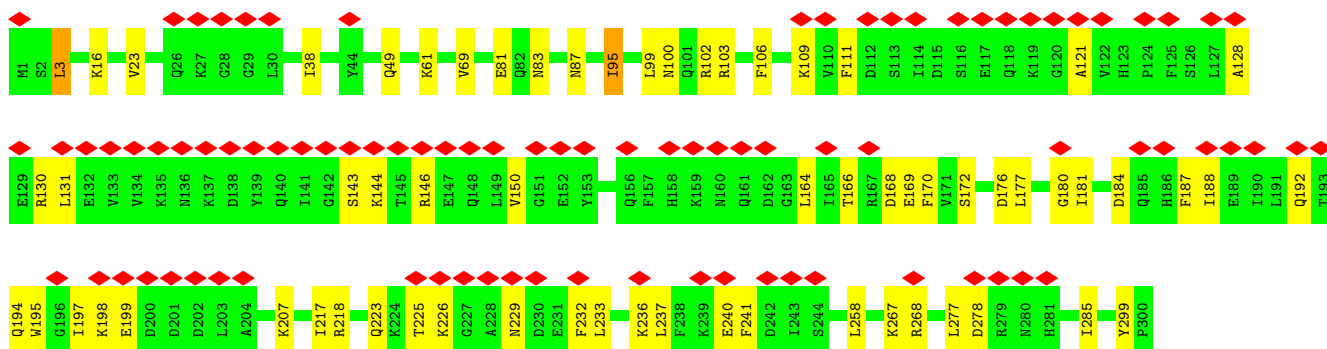 M1 S2 L3 K16 V23 Q26 K27 G28 G29 L30 I38 Y44 Q49 K61 V69 E81 Q82 N83 N87 I95 L99 N100 Q101 R102 R103 F106 K109 V110 F111 D112 S113 I114 D115 S116 E117 Q118 K119 G120 A121 V122 H123 P124 F125 S126 L127 A128
E129 R130 L131 E132 V133 V134 K135 N136 K137 D138 Y139 Q140 I141 G142 S143 K144 T145 R146 E147 Q148 L149 V150 G151 E152 Y153 Q156 F157 H158 K159 N160 Q161 D162 G163 L164 I165 T166 R167 D168 E169 F170 V171 S172 D176 L177 G180 I181 D184 Q185 H186 F187 I188 E189 I190 L191 Q192 T193
Q194 W195 G196 I197 K198 E199 D200 D201 D202 L203 A204 K207 I217 R218 Q223 K224 T225 K226 G227 A228 N229 D230 E231 F232 L233 K236 L237 F238 K239 E240 F241 D242 I243 S244 L258 K267 R268 L277 D278 R279 N280 H281 I285 Y299 P300